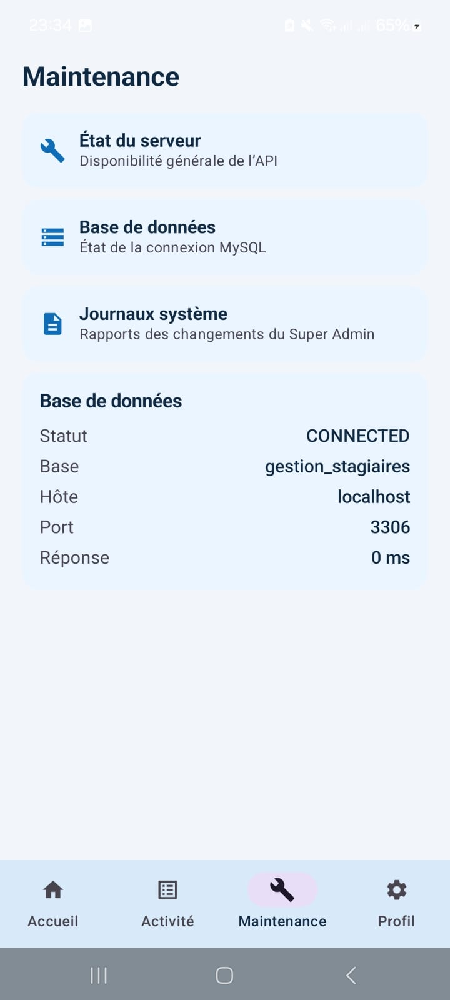 23:34
65%
Maintenance
État du serveur
Disponibilité générale de l’API
Base de données
État de la connexion MySQL
Journaux système
Rapports des changements du Super Admin
Base de données
Statut CONNECTED
Base gestion_stagiaires
Hôte localhost
Port 3306
Réponse 0 ms
Accueil Activité Maintenance Profil